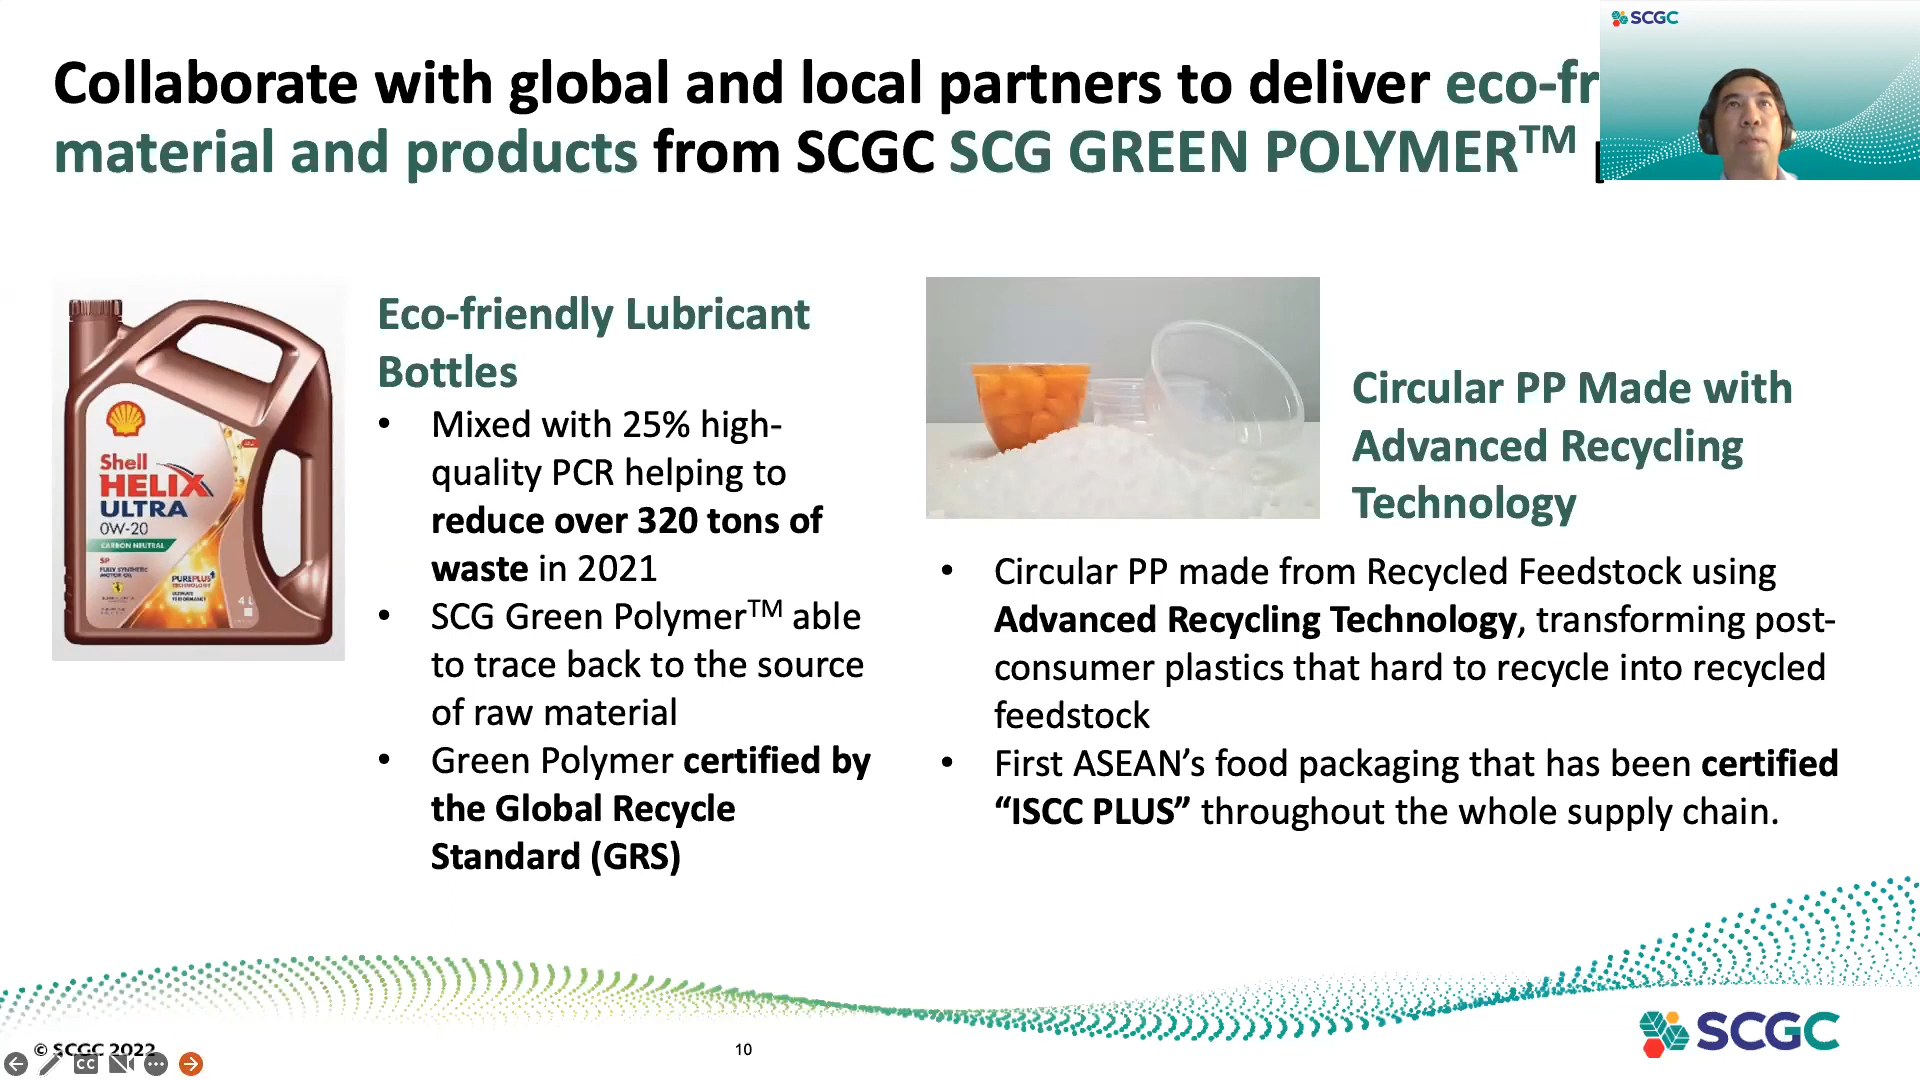 SCGC
Collaborate with global and local partners to deliver eco-fr
material and products from SCGC SCG GREEN POLYMER™
Eco-friendly Lubricant
Bottles
• Mixed with 25% high-
quality PCR helping to
reduce over 320 tons of
waste in 2021
• SCG Green Polymer™ able
to trace back to the source
of raw material
• Green Polymer certified by
the Global Recycle
Standard (GRS)
Shell
HELIX
ULTRA
0W-20
CARBON NEUTRAL
SP
FULLY SYNTHETIC
MOTOR OIL
PUREPLUS
TECHNOLOGY
4 L
Circular PP Made with
Advanced Recycling
Technology
• Circular PP made from Recycled Feedstock using
Advanced Recycling Technology, transforming post-
consumer plastics that hard to recycle into recycled
feedstock
• First ASEAN’s food packaging that has been certified
“ISCC PLUS” throughout the whole supply chain.
© SCGC 2022
10
CC
SCGC